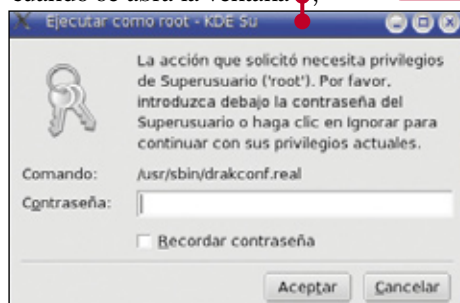 Ejecutar como root - KDE Su
La acción que solicitó necesita privilegios
de Superusuario ('root'). Por favor,
introduzca debajo la contraseña del
Superusuario o haga clic en Ignorar para
continuar con sus privilegios actuales.
Comando: /usr/sbin/drakconf.real
Contraseña:
Recordar contraseña
Aceptar Cancelar